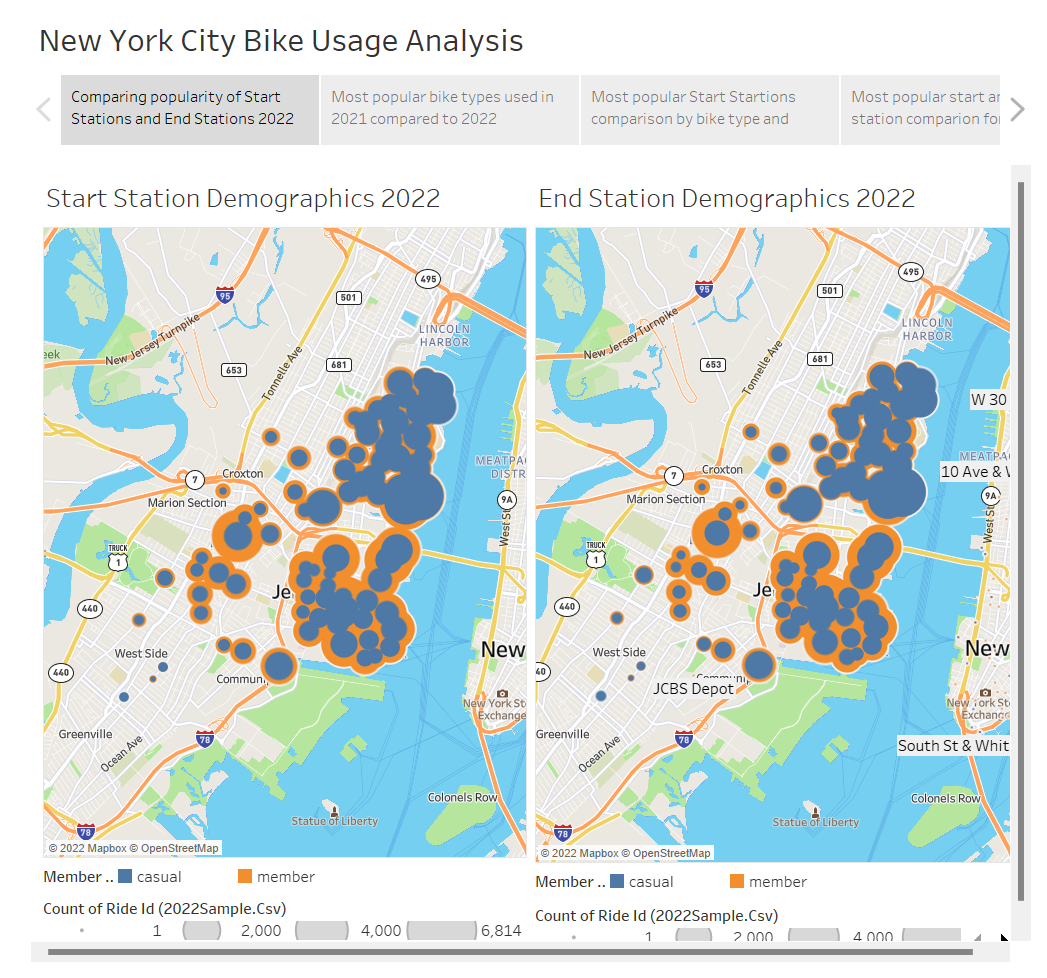 New York City Bike Usage Analysis
Comparing popularity of Start
Stations and End Stations 2022
Most popular bike types used in
2021 compared to 2022
Most popular Start Startions
comparison by bike type and
Most popular start ar
station comparion fo
Start Station Demographics 2022
495
95
501
LINCOLN
HARBOR
New Jersey Turnpike
eek
681
653
Tonnelle Ave
7
Croxton
MEATPA
DISTR
Marion Section
9A
West S
TRUCK
1
Je
440
New
West Side
440
Commun
New York St
Exchange
Greenville
78
Ocean Ave
Colonels Row
Statue of Liberty
78
© 2022 Mapbox © OpenStreetMap
Member ..
casual
member
Count of Ride Id (2022Sample.Csv)
1
2,000
4,000
6,814
End Station Demographics 2022
495
95
501
LINCOLN
HARBOR
New Jersey Turnpike
681
653
Tonnelle Ave
W 30
7
Croxton
MEATPA
10 Ave & W
Marion Section
9A
West St
TRUCK
1
Je
440
New
West Side
40
Communi
JCBS Depot
New York St
Exchang
Greenville
78
South St & Whit
Ocean Ave
Colonels Row
Statue of Liberty
78
© 2022 Mapbox © OpenStreetMap
Member ..
casual
member
Count of Ride Id (2022Sample.Csv)
1
2,000
4,000